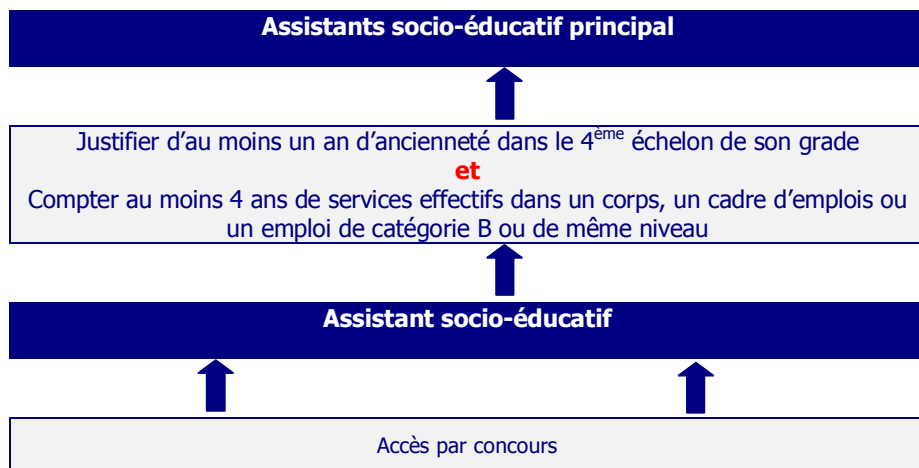 Assistants socio-éducatif principal
Justifier d'au moins un an d'ancienneté dans le 4ème échelon de son grade
et
Compter au moins 4 ans de services effectifs dans un corps, un cadre d'emplois ou
un emploi de catégorie B ou de même niveau
Assistant socio-éducatif
Accès par concours